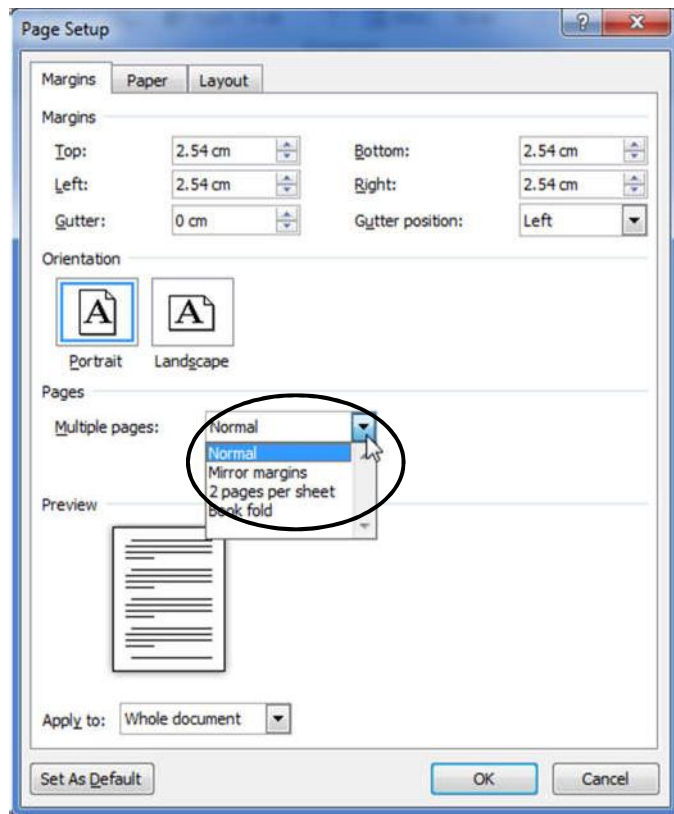 Page Setup
Margins Paper Layout
Margins
Top: 2.54 cm Bottom: 2.54 cm
Left: 2.54 cm Right: 2.54 cm
Gutter: 0 cm Gutter position: Left
Orientation
A A
Portrait Landscape
Pages
Multiple pages: Normal
Normal
Mirror margins
2 pages per sheet
Book fold
Preview
Apply to: Whole document
Set As Default OK Cancel